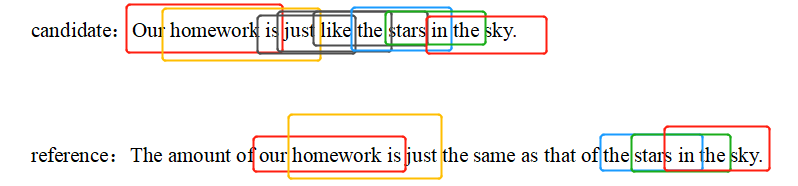 candidate：Our homework is just like the stars in the sky.
reference：The amount of our homework is just the same as that of the stars in the sky.